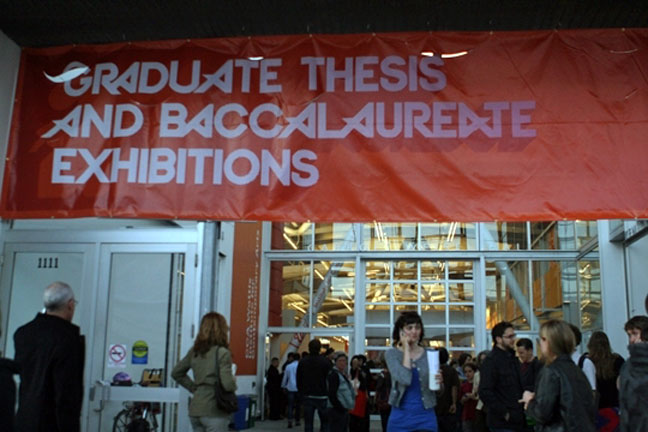 GRADUATE THESIS
AND BACCALAUREATE
EXHIBITIONS
1111